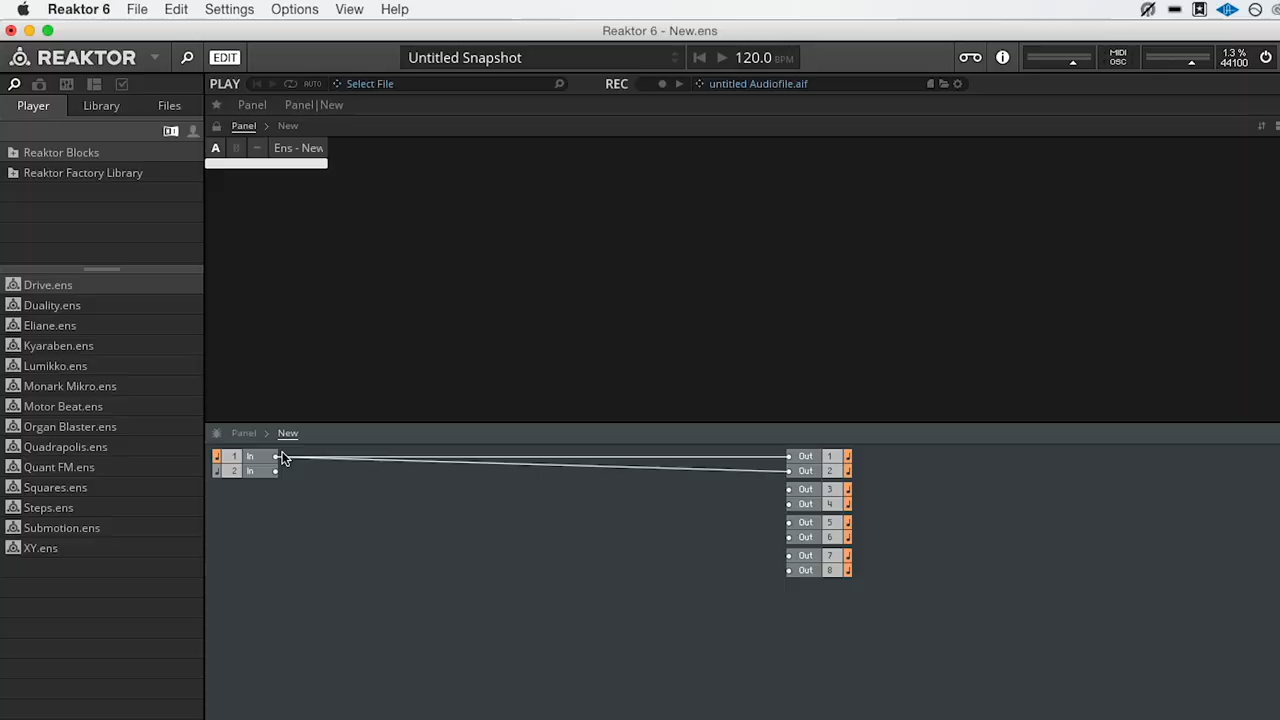 Reaktor 6 File Edit Settings Options View Help
Reaktor 6 - New.ens
REAKTOR EDIT Untitled Snapshot 120.0 BPM MIDI OSC 1.3 % 44100
PLAY AUTO Select File REC untitled Audiofile.aif
Player Library Files
Panel Panel|New
Panel > New
A B Ens - New
Reaktor Blocks
Reaktor Factory Library
Drive.ens
Duality.ens
Eliane.ens
Kyaraben.ens
Lumikko.ens
Monark Mikro.ens
Motor Beat.ens
Organ Blaster.ens
Quadrapolis.ens
Quant FM.ens
Squares.ens
Steps.ens
Submotion.ens
XY.ens
Panel > New
1 In Out 1
2 In Out 2
Out 3
Out 4
Out 5
Out 6
Out 7
Out 8